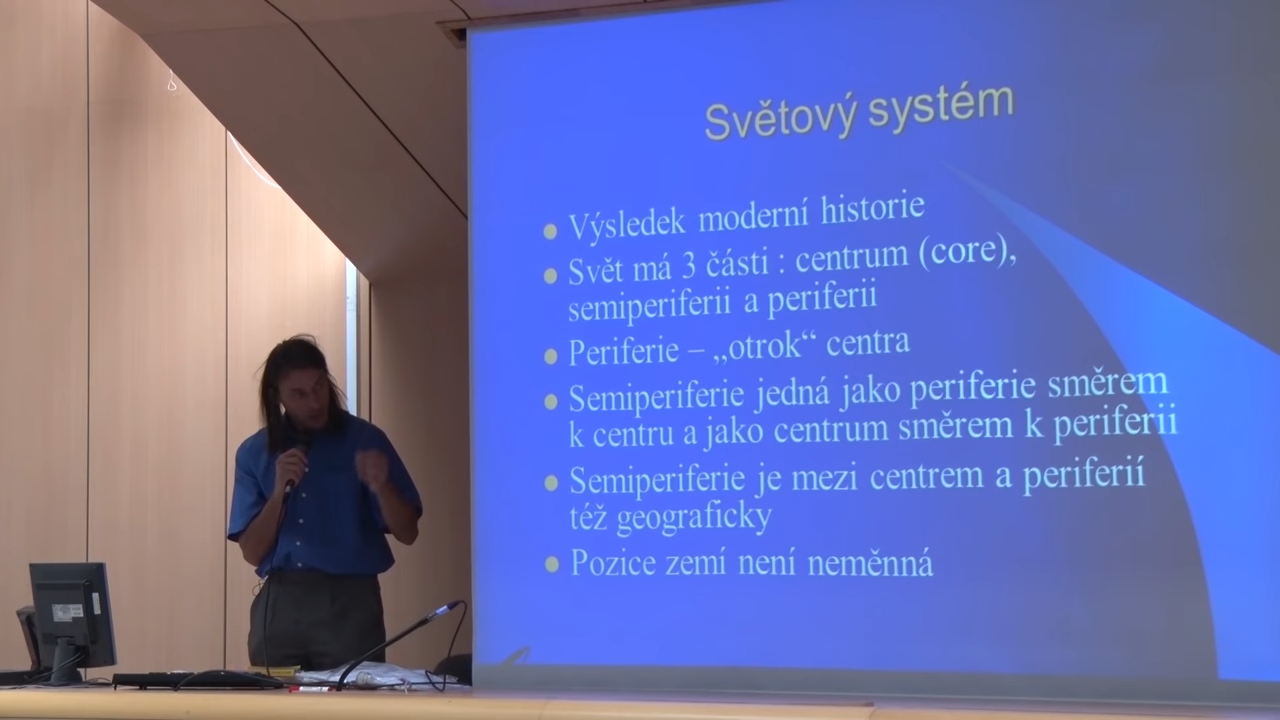 Světový systém
Výsledek moderní historie
Svět má 3 části : centrum (core),
semiperiferii a periferii
Periferie – „otrok“ centra
Semiperiferie jedná jako periferie směrem
k centru a jako centrum směrem k periferii
Semiperiferie je mezi centrem a periferií
též geograficky
Pozice zemí není neměnná